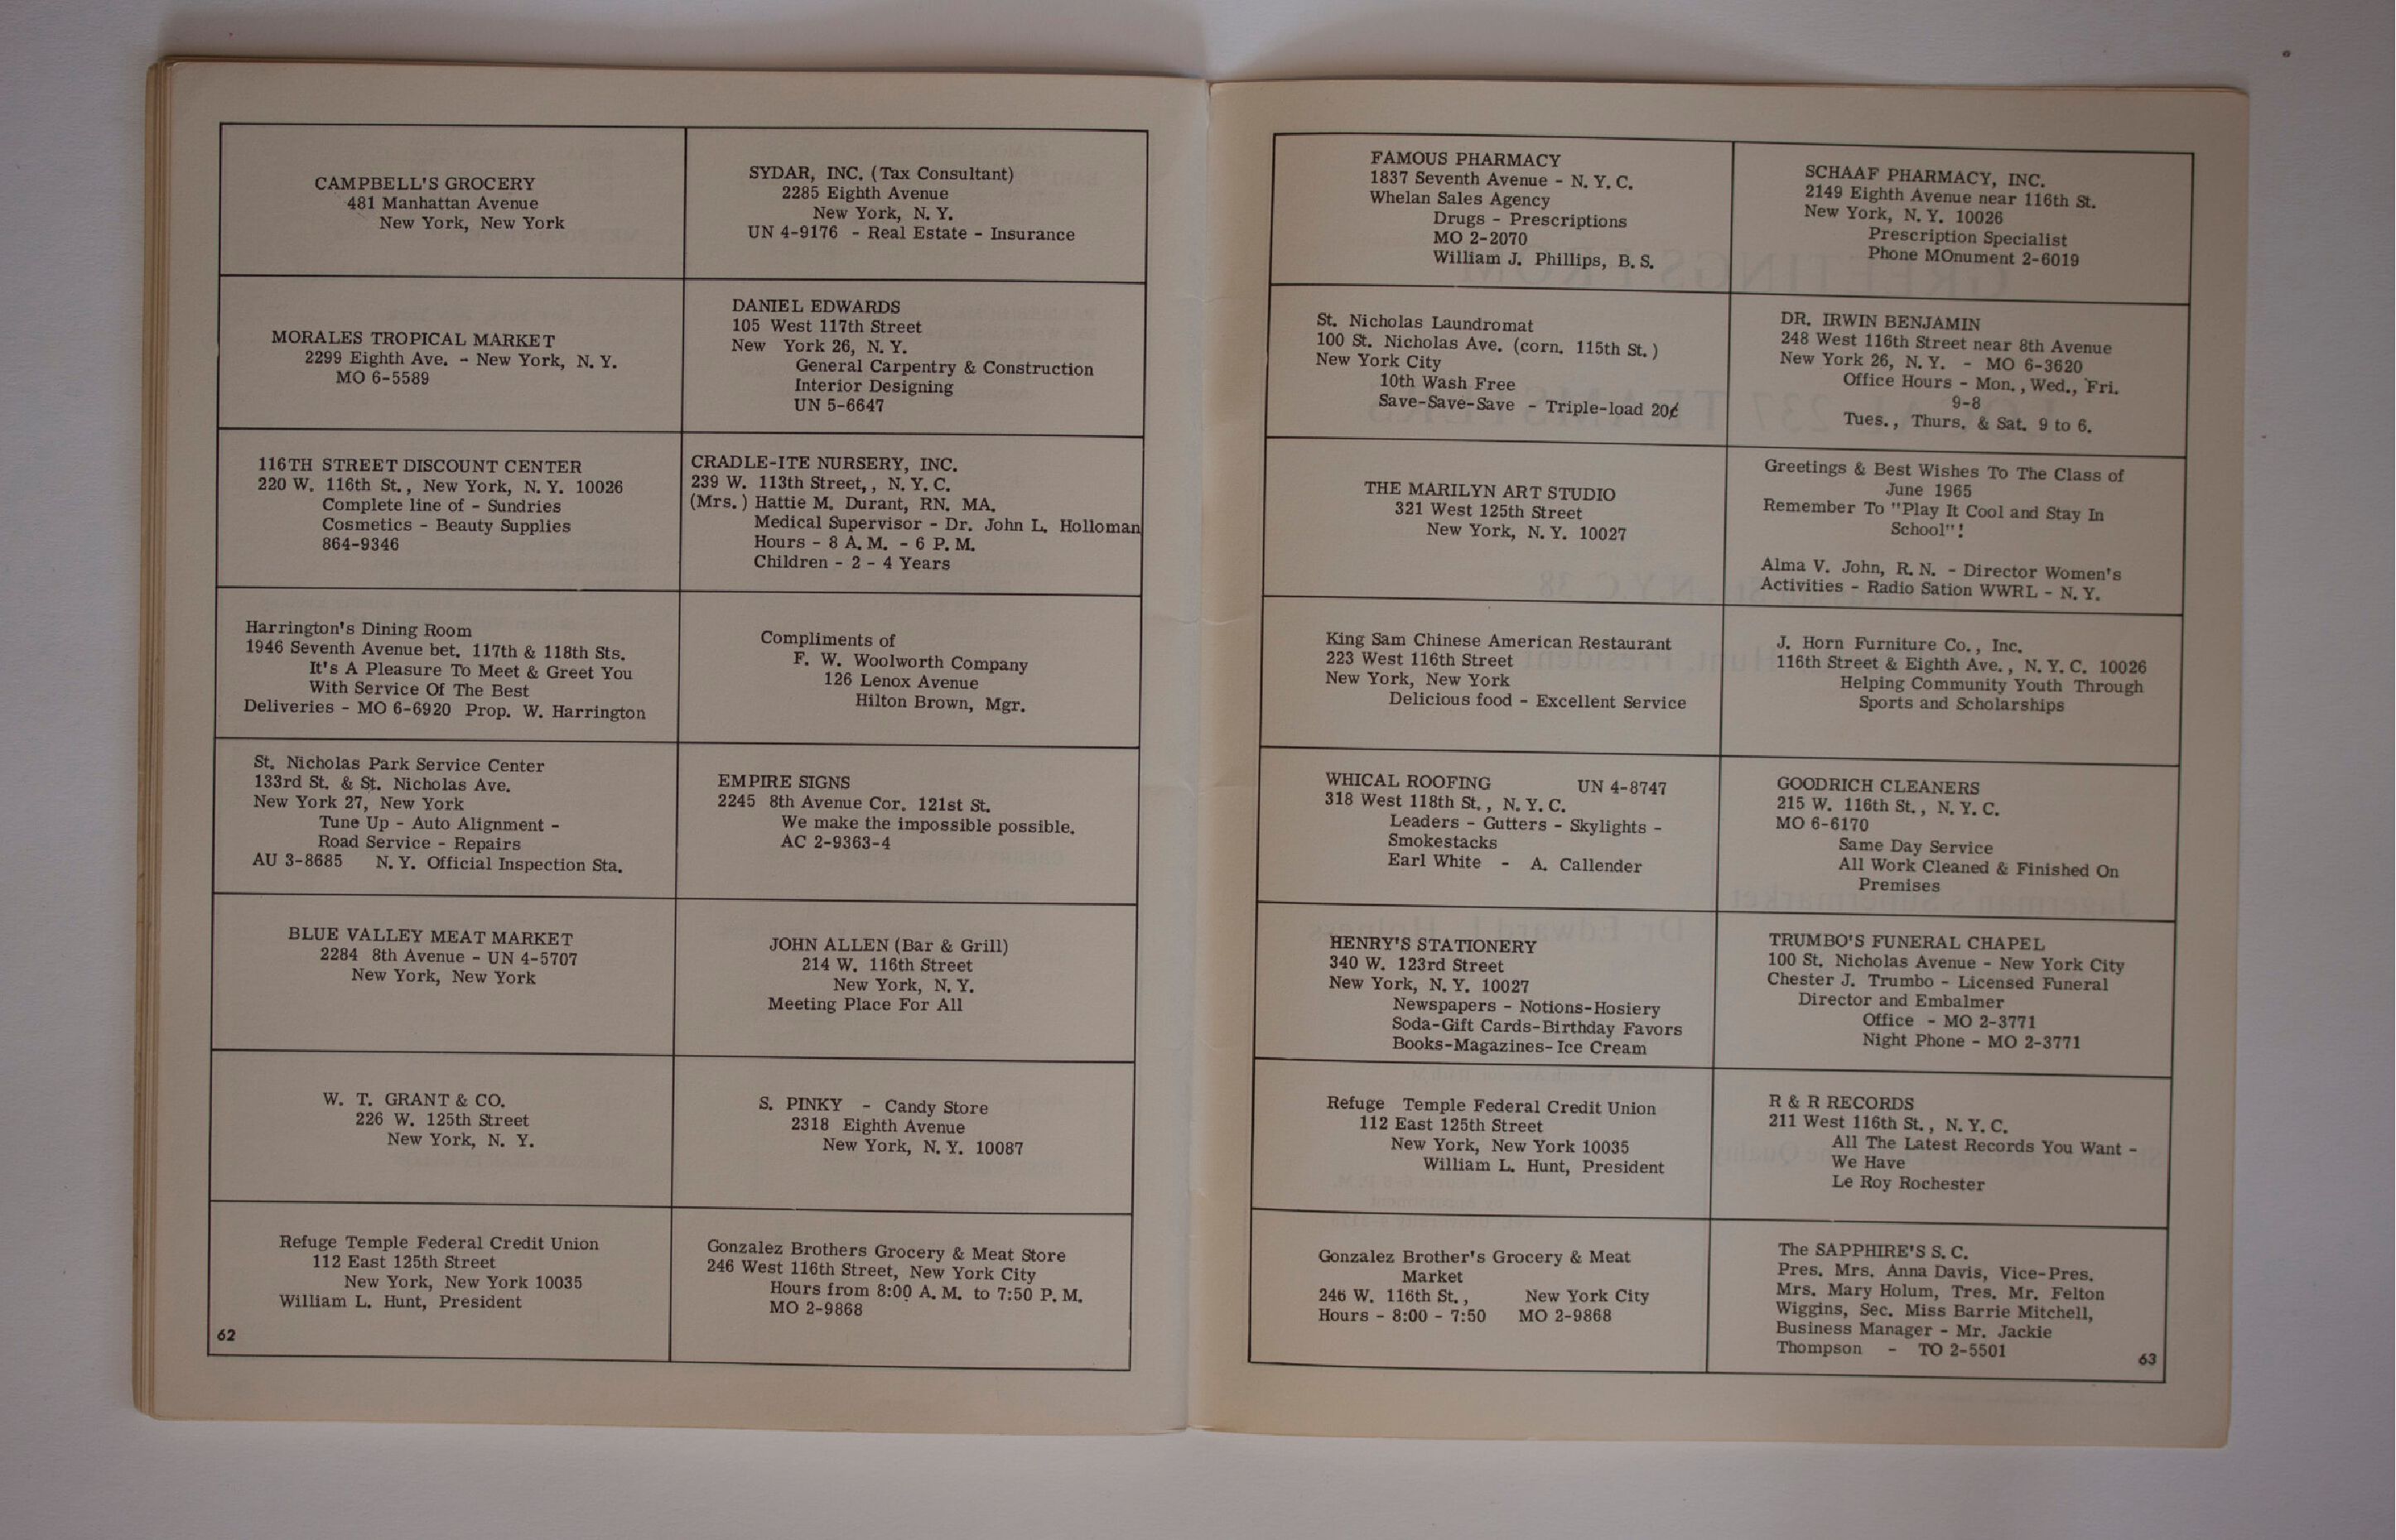 CAMPBELL'S GROCERY
481 Manhattan Avenue
New York, New York
SYDAR, INC. (Tax Consultant)
2285 Eighth Avenue
New York, N. Y.
UN 4-9176 - Real Estate - Insurance
MORALES TROPICAL MARKET
2299 Eighth Ave. - New York, N. Y.
MO 6-5589
DANIEL EDWARDS
105 West 117th Street
New York 26, N. Y.
General Carpentry & Construction
Interior Designing
UN 5-6647
116TH STREET DISCOUNT CENTER
220 W. 116th St., New York, N. Y. 10026
Complete line of - Sundries
Cosmetics - Beauty Supplies
864-9346
CRADLE-ITE NURSERY, INC.
239 W. 113th Street,, N. Y. C.
(Mrs.) Hattie M. Durant, RN. MA.
Medical Supervisor - Dr. John L. Holloman
Hours - 8 A. M. - 6 P. M.
Children - 2 - 4 Years
Harrington's Dining Room
1946 Seventh Avenue bet. 117th & 118th Sts.
It's A Pleasure To Meet & Greet You
With Service Of The Best
Deliveries - MO 6-6920 Prop. W. Harrington
Compliments of
F. W. Woolworth Company
126 Lenox Avenue
Hilton Brown, Mgr.
St. Nicholas Park Service Center
133rd St. & St. Nicholas Ave.
New York 27, New York
Tune Up - Auto Alignment -
Road Service - Repairs
AU 3-8685 N. Y. Official Inspection Sta.
EMPIRE SIGNS
2245 8th Avenue Cor. 121st St.
We make the impossible possible.
AC 2-9363-4
BLUE VALLEY MEAT MARKET
2284 8th Avenue - UN 4-5707
New York, New York
JOHN ALLEN (Bar & Grill)
214 W. 116th Street
New York, N. Y.
Meeting Place For All
W. T. GRANT & CO.
226 W. 125th Street
New York, N. Y.
S. PINKY - Candy Store
2318 Eighth Avenue
New York, N. Y. 10087
Refuge Temple Federal Credit Union
112 East 125th Street
New York, New York 10035
William L. Hunt, President
Gonzalez Brothers Grocery & Meat Store
246 West 116th Street, New York City
Hours from 8:00 A. M. to 7:50 P. M.
MO 2-9868
62
FAMOUS PHARMACY
1837 Seventh Avenue - N. Y. C.
Whelan Sales Agency
Drugs - Prescriptions
MO 2-2070
William J. Phillips, B. S.
SCHAAF PHARMACY, INC.
2149 Eighth Avenue near 116th St.
New York, N. Y. 10026
Prescription Specialist
Phone MOnument 2-6019
St. Nicholas Laundromat
100 St. Nicholas Ave. (corn. 115th St.)
New York City
10th Wash Free
Save-Save-Save - Triple-load 20¢
DR. IRWIN BENJAMIN
248 West 116th Street near 8th Avenue
New York 26, N. Y. - MO 6-3620
Office Hours - Mon., Wed., Fri.
9-8
Tues., Thurs. & Sat. 9 to 6.
THE MARILYN ART STUDIO
321 West 125th Street
New York, N. Y. 10027
Greetings & Best Wishes To The Class of
June 1965
Remember To "Play It Cool and Stay In
School"!
Alma V. John, R. N. - Director Women's
Activities - Radio Sation WWRL - N. Y.
King Sam Chinese American Restaurant
223 West 116th Street
New York, New York
Delicious food - Excellent Service
J. Horn Furniture Co., Inc.
116th Street & Eighth Ave., N. Y. C. 10026
Helping Community Youth Through
Sports and Scholarships
WHICAL ROOFING UN 4-8747
318 West 118th St., N. Y. C.
Leaders - Gutters - Skylights -
Smokestacks
Earl White - A. Callender
GOODRICH CLEANERS
215 W. 116th St., N. Y. C.
MO 6-6170
Same Day Service
All Work Cleaned & Finished On
Premises
HENRY'S STATIONERY
340 W. 123rd Street
New York, N. Y. 10027
Newspapers - Notions-Hosiery
Soda-Gift Cards-Birthday Favors
Books-Magazines-Ice Cream
TRUMBO'S FUNERAL CHAPEL
100 St. Nicholas Avenue - New York City
Chester J. Trumbo - Licensed Funeral
Director and Embalmer
Office - MO 2-3771
Night Phone - MO 2-3771
Refuge Temple Federal Credit Union
112 East 125th Street
New York, New York 10035
William L. Hunt, President
R & R RECORDS
211 West 116th St., N. Y. C.
All The Latest Records You Want -
We Have
Le Roy Rochester
Gonzalez Brother's Grocery & Meat
Market
246 W. 116th St., New York City
Hours - 8:00 - 7:50 MO 2-9868
The SAPPHIRE'S S. C.
Pres. Mrs. Anna Davis, Vice-Pres.
Mrs. Mary Holum, Tres. Mr. Felton
Wiggins, Sec. Miss Barrie Mitchell,
Business Manager - Mr. Jackie
Thompson - TO 2-5501
63